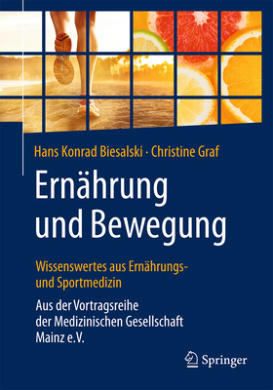 Hans Konrad Biesalski · Christine Graf
Ernährung
und Bewegung
Wissenswertes aus Ernährungs-
und Sportmedizin
Aus der Vortragsreihe
der Medizinischen Gesellschaft
Mainz e.V.
Springer